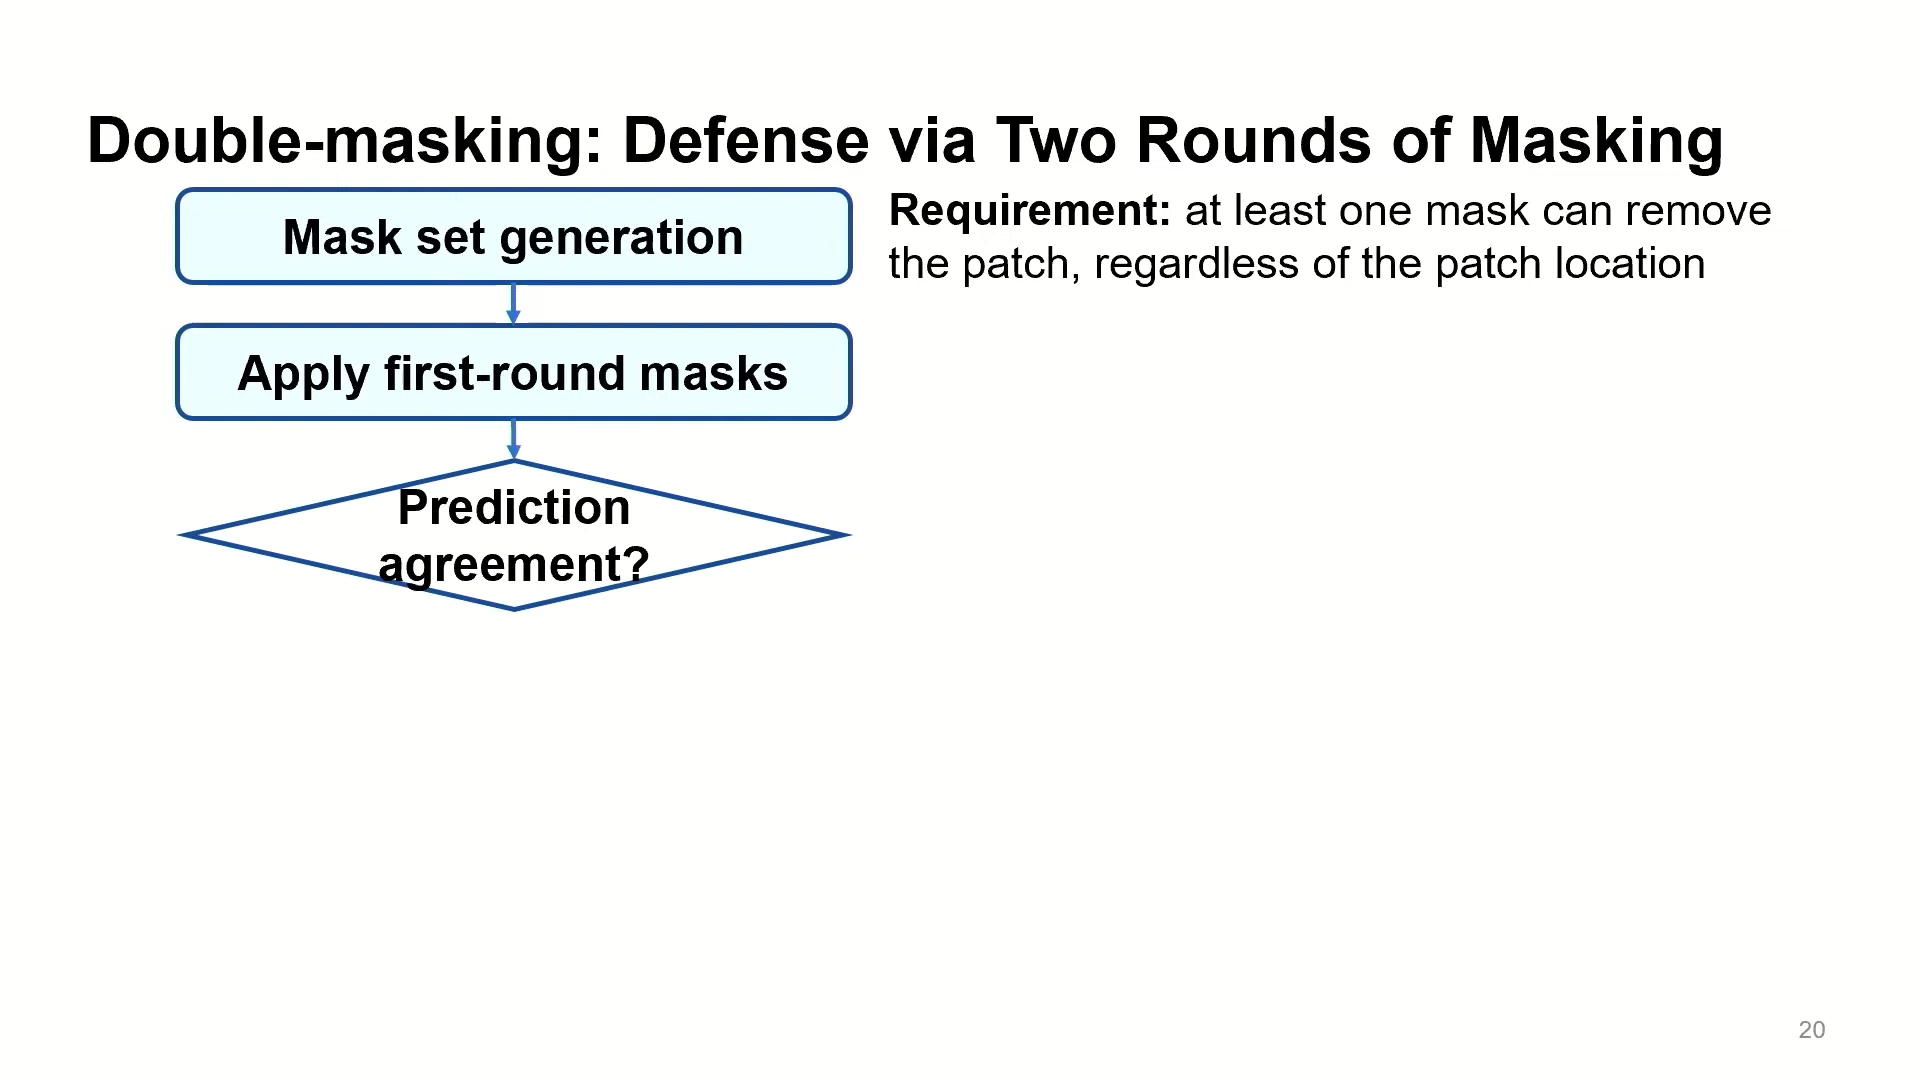 Double-masking: Defense via Two Rounds of Masking
Mask set generation
Requirement: at least one mask can remove
the patch, regardless of the patch location
Apply first-round masks
Prediction
agreement?
20